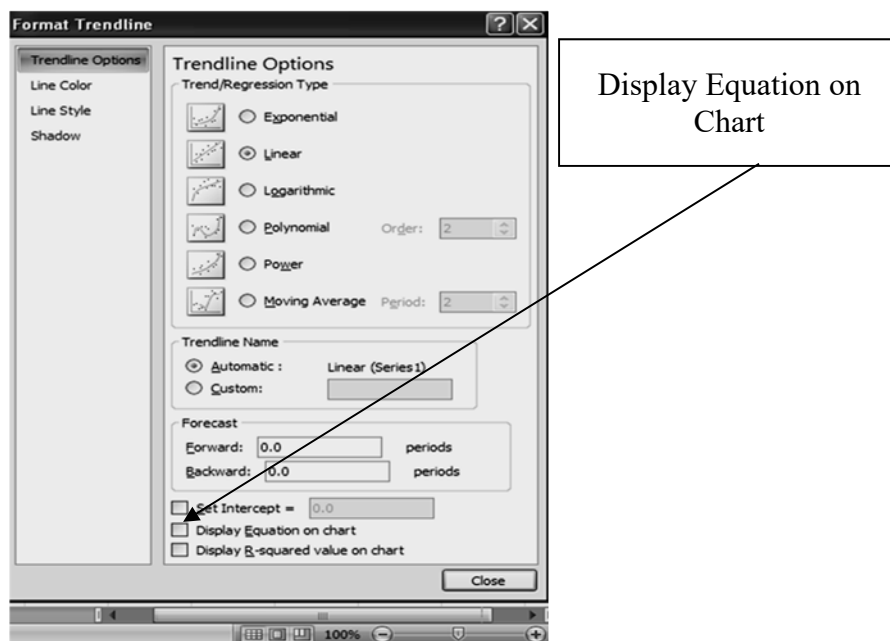 Format Trendline
Trendline Options
Line Color
Line Style
Shadow
Trendline Options
Trend/Regression Type
Exponential
Linear
Logarithmic
Polynomial Order: 2
Power
Moving Average Period: 2
Trendline Name
Automatic : Linear (Series1)
Custom:
Forecast
Forward: 0.0 periods
Backward: 0.0 periods
Set Intercept = 0.0
Display Equation on chart
Display R-squared value on chart
Close
100%
Display Equation on
Chart